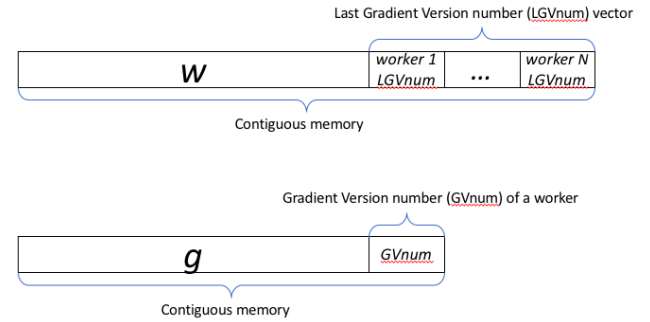 Last Gradient Version number (LGVnum) vector
w
worker 1
LGVnum
...
worker N
LGVnum
Contiguous memory
Gradient Version number (GVnum) of a worker
g
GVnum
Contiguous memory